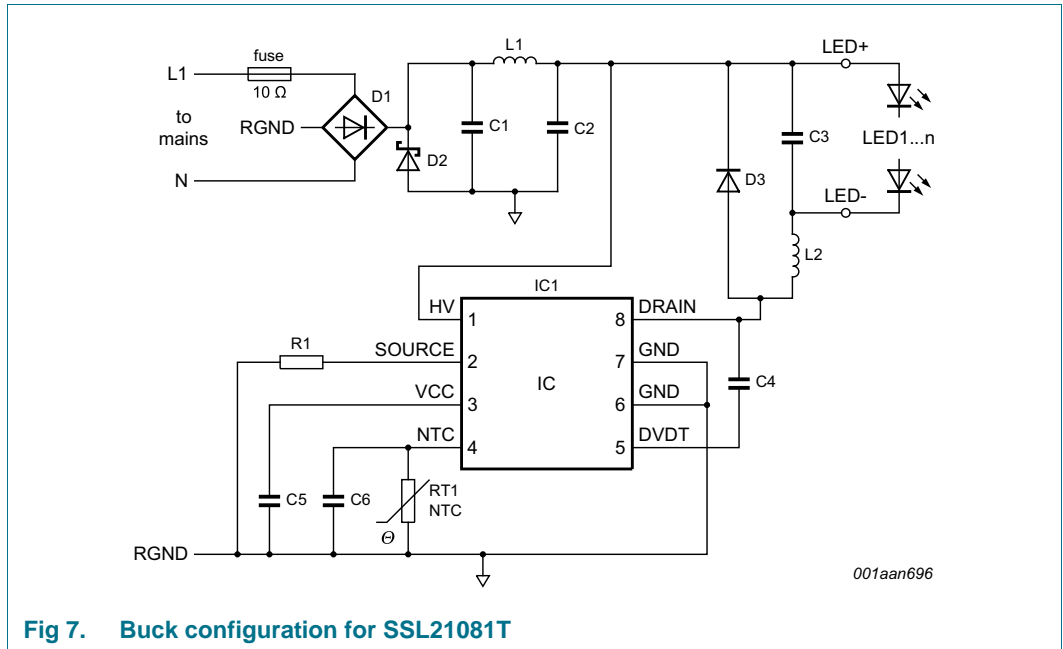 fuse
L1
10 Ω
to
mains
RGND
N
D1
D2
C1
L1
C2
LED+
C3
LED1...n
D3
LED-
L2
IC1
HV
1
SOURCE
2
VCC
3
NTC
4
IC
DRAIN
8
GND
7
GND
6
DVDT
5
R1
C4
C5
C6
RT1
NTC
Θ
RGND
001aan696
Fig 7. Buck configuration for SSL21081T